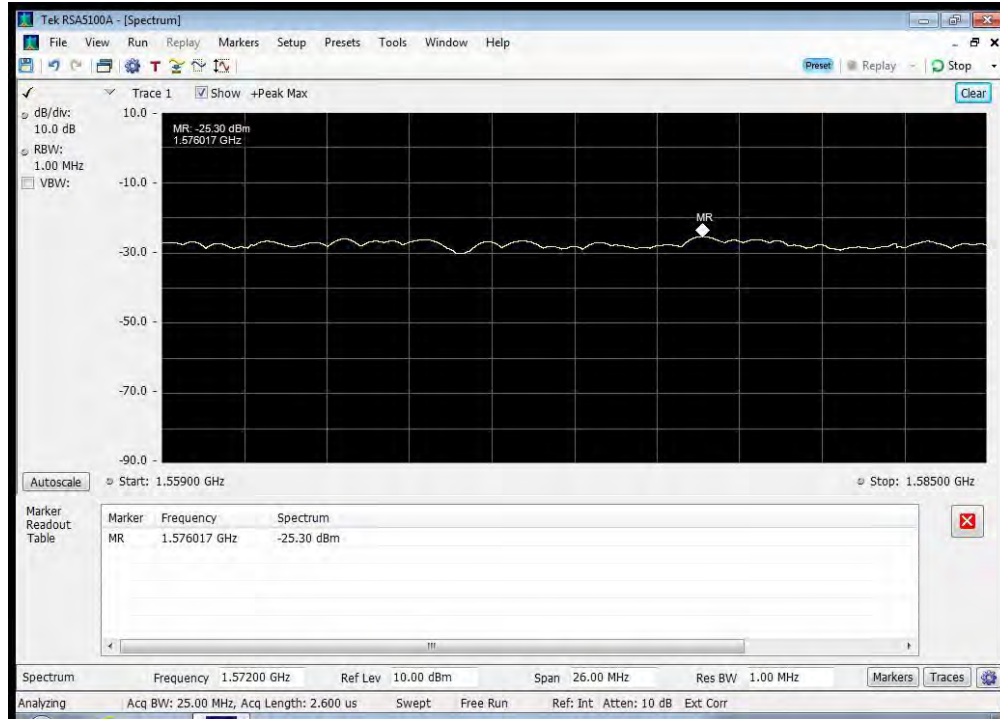 Tek RSA5100A - [Spectrum]
File View Run Replay Markers Setup Presets Tools Window Help
Preset Replay Stop
Trace 1 Show +Peak Max Clear
dB/div:
10.0 dB
RBW:
1.00 MHz
VBW:
10.0
MR: -25.30 dBm
1.576017 GHz
-10.0
MR
-30.0
-50.0
-70.0
-90.0
Autoscale Start: 1.55900 GHz Stop: 1.58500 GHz
Marker Readout Table
Marker Frequency Spectrum
MR 1.576017 GHz -25.30 dBm
Spectrum Frequency 1.57200 GHz Ref Lev 10.00 dBm Span 26.00 MHz Res BW 1.00 MHz Markers Traces
Analyzing Acq BW: 25.00 MHz, Acq Length: 2.600 us Swept Free Run Ref: Int Atten: 10 dB Ext Corr